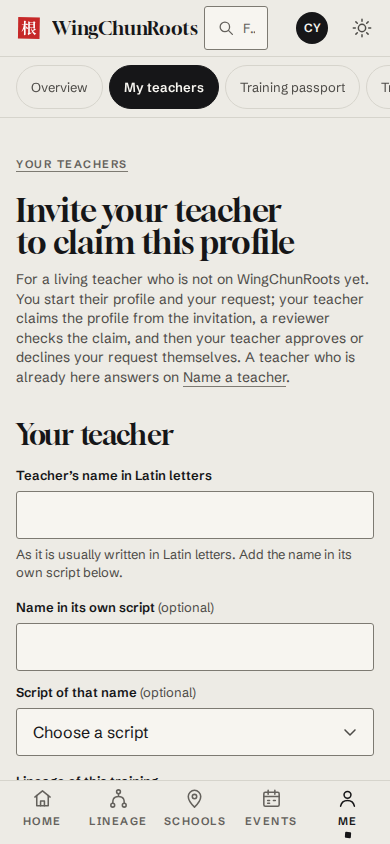 根 WingChunRoots F.. CY
Overview My teachers Training passport
YOUR TEACHERS
Invite your teacher
to claim this profile
For a living teacher who is not on WingChunRoots yet.
You start their profile and your request; your teacher
claims the profile from the invitation, a reviewer
checks the claim, and then your teacher approves or
declines your request themselves. A teacher who is
already here answers on Name a teacher.
Your teacher
Teacher's name in Latin letters
As it is usually written in Latin letters. Add the name in its
own script below.
Name in its own script (optional)
Script of that name (optional)
Choose a script
Lineage of this training
HOME LINEAGE SCHOOLS EVENTS ME